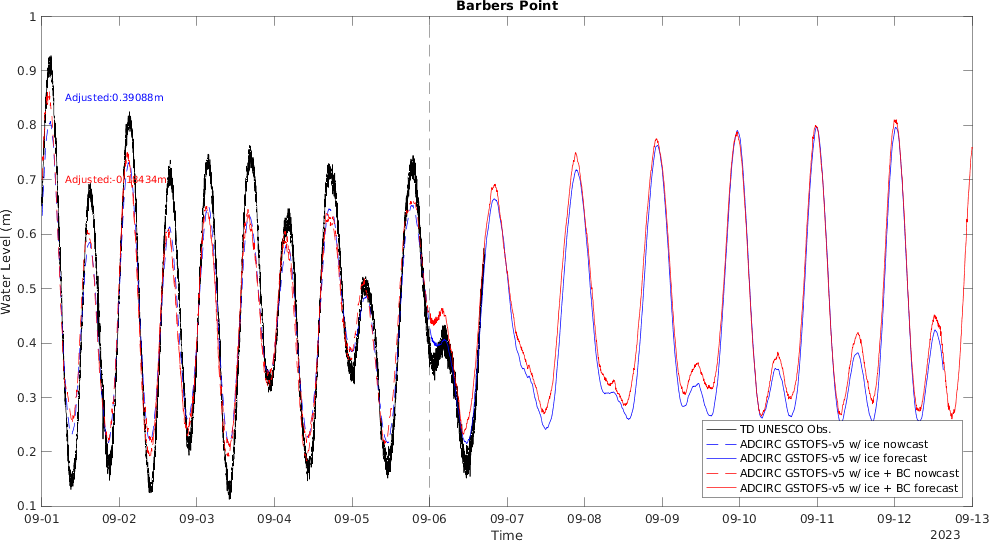 Barbers Point
1
0.9
0.8
0.7
0.6
0.5
0.4
0.3
0.2
0.1
Water Level (m)
Adjusted:0.39088m
Adjusted:-0.18434m
TD UNESCO Obs.
ADCIRC GSTOFS-v5 w/ ice nowcast
ADCIRC GSTOFS-v5 w/ ice forecast
ADCIRC GSTOFS-v5 w/ ice + BC nowcast
ADCIRC GSTOFS-v5 w/ ice + BC forecast
09-01 09-02 09-03 09-04 09-05 09-06 09-07 09-08 09-09 09-10 09-11 09-12 09-13
Time
2023